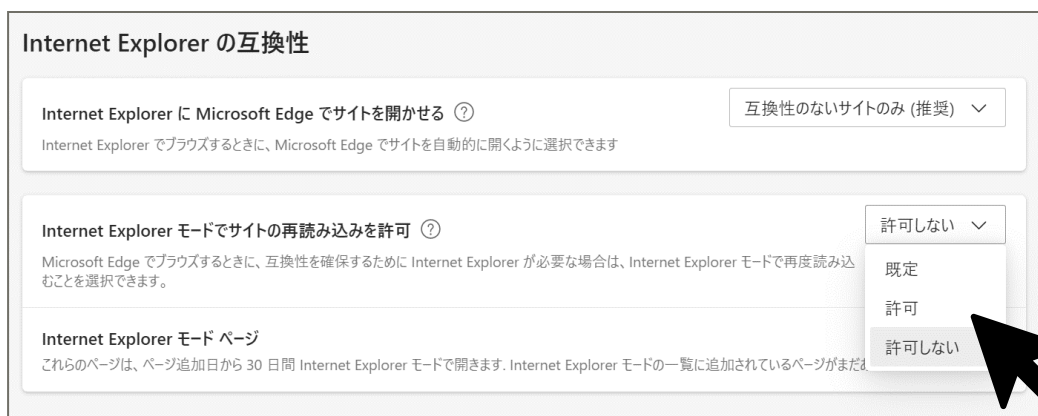 Internet Explorer の互換性
Internet Explorer に Microsoft Edge でサイトを開かせる ?
互換性のないサイトのみ (推奨)
Internet Explorer でブラウズするときに、Microsoft Edge でサイトを自動的に開くように選択できます
Internet Explorer モードでサイトの再読み込みを許可 ?
許可しない
Microsoft Edge でブラウズするときに、互換性を確保するために Internet Explorer が必要な場合は、Internet Explorer モードで再度読み込
むことを選択できます。
既定
許可
許可しない
Internet Explorer モード ページ
これらのページは、ページ追加日から 30 日間 Internet Explorer モードで開きます. Internet Explorer モードの一覧に追加されているページがまだ